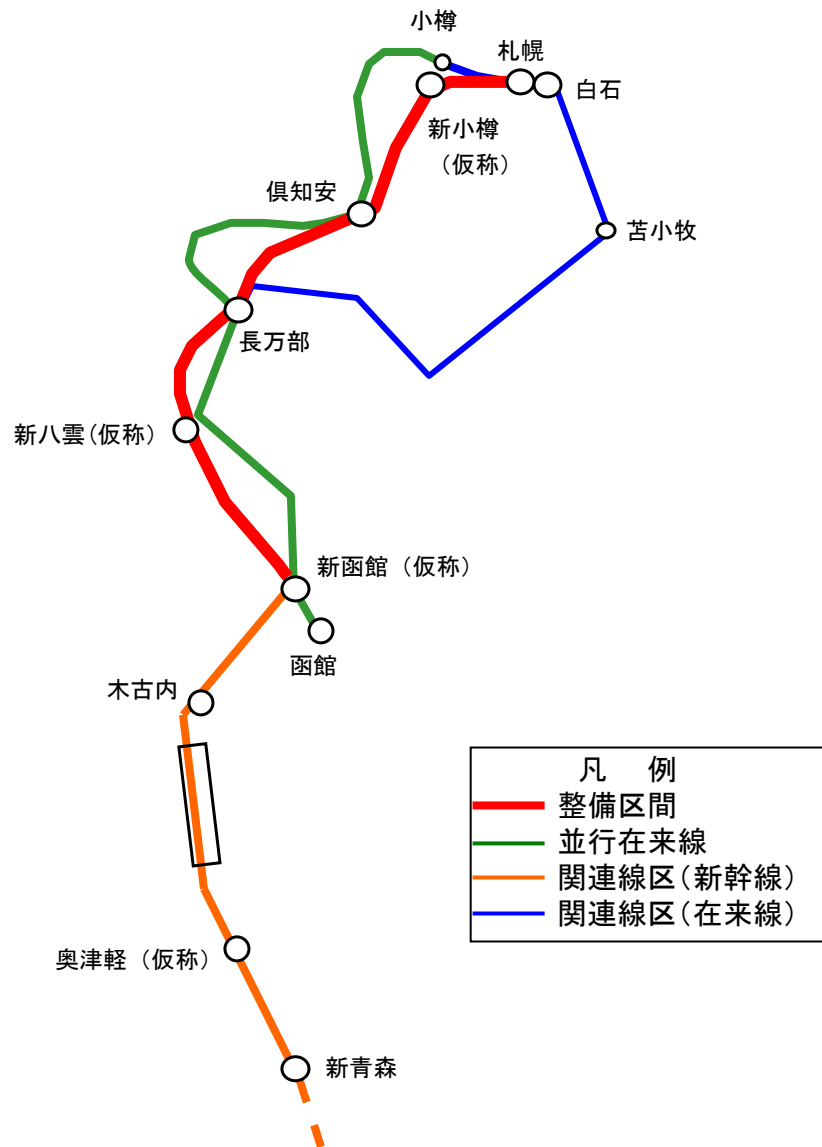 小樽
札幌
白石
新小樽
（仮称）
倶知安
苫小牧
長万部
新八雲（仮称）
新函館（仮称）
函館
木古内
凡　例
整備区間
並行在来線
関連線区（新幹線）
関連線区（在来線）
奥津軽（仮称）
新青森